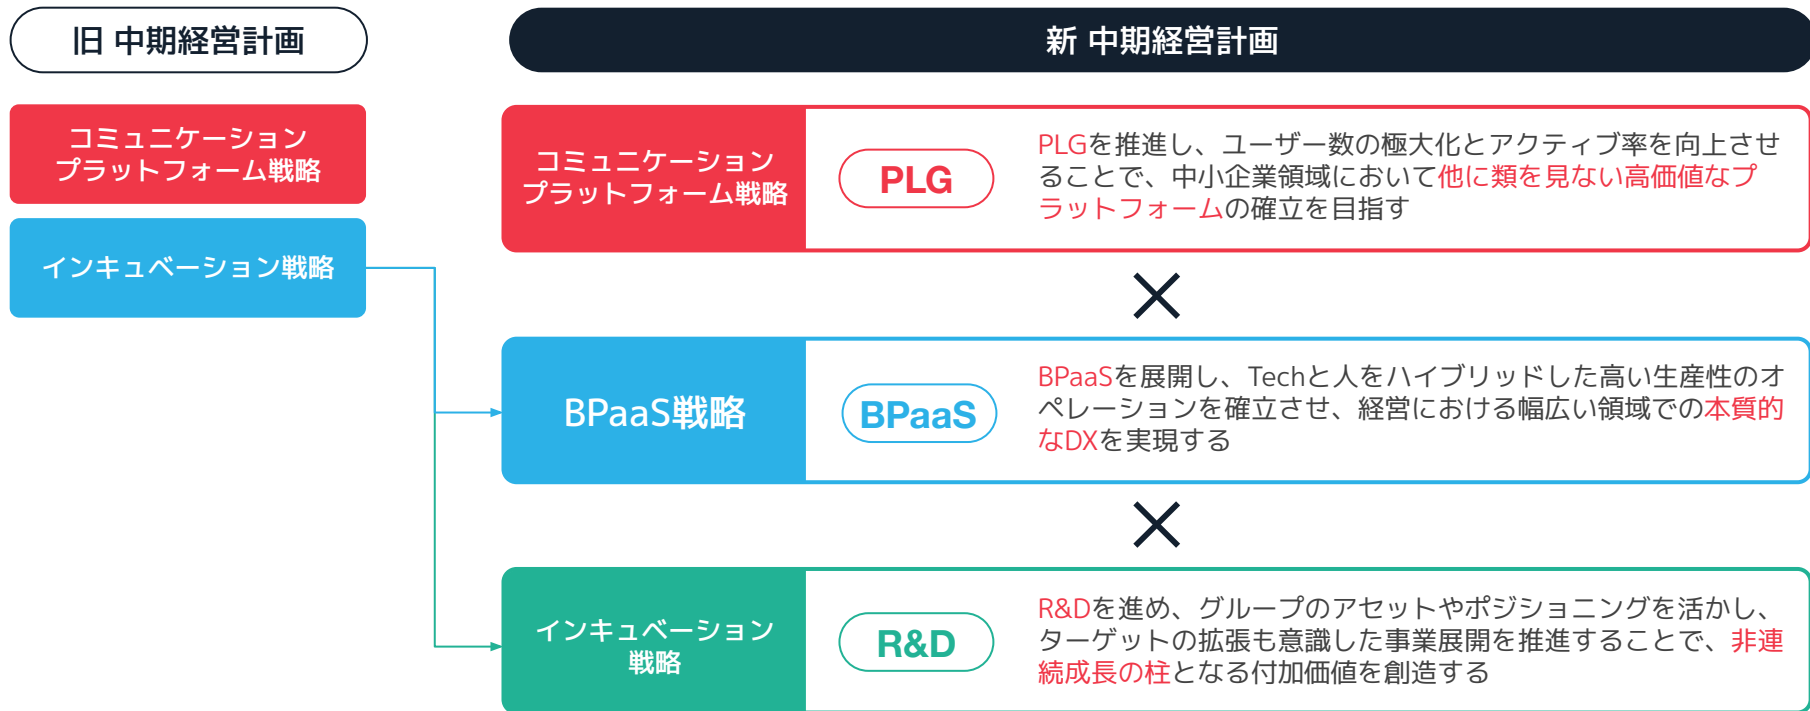 旧 中期経営計画
新 中期経営計画
コミュニケーション
プラットフォーム戦略
インキュベーション戦略
コミュニケーション
プラットフォーム戦略
PLG
PLGを推進し、ユーザー数の極大化とアクティブ率を向上させ
ることで、中小企業領域において他に類を見ない高価値なプ
ラットフォームの確立を目指す
BPaaS戦略
BPaaS
BPaaSを展開し、Techと人をハイブリッドした高い生産性のオ
ペレーションを確立させ、経営における幅広い領域での本質的
なDXを実現する
インキュベーション
戦略
R&D
R&Dを進め、グループのアセットやポジショニングを活かし、
ターゲットの拡張も意識した事業展開を推進することで、非連
続成長の柱となる付加価値を創造する